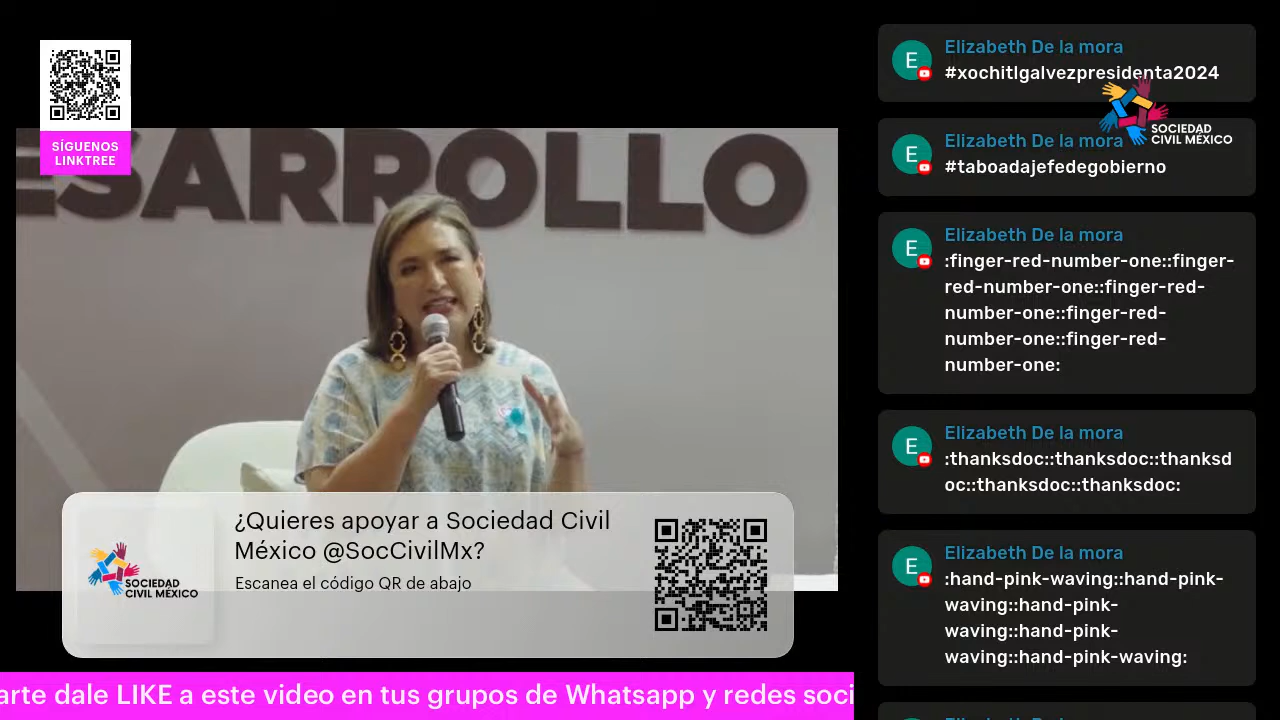 SÍGUENOS
LINKTREE
ESARROLLO
¿Quieres apoyar a Sociedad Civil
México @SocCivilMx?
Escanea el código QR de abajo
SOCIEDAD
CIVIL MÉXICO
arte dale LIKE a este video en tus grupos de Whatsapp y redes soci
E
Elizabeth De la mora
#xochitlgalvezpresidenta2024
SOCIEDAD
CIVIL MÉXICO
E
Elizabeth De la mora
#taboadajefedegobierno
E
Elizabeth De la mora
:finger-red-number-one::finger-
red-number-one::finger-red-
number-one::finger-red-
number-one::finger-red-
number-one:
E
Elizabeth De la mora
:thanksdoc::thanksdoc::thanksd
oc::thanksdoc::thanksdoc:
E
Elizabeth De la mora
:hand-pink-waving::hand-pink-
waving::hand-pink-
waving::hand-pink-
waving::hand-pink-waving: